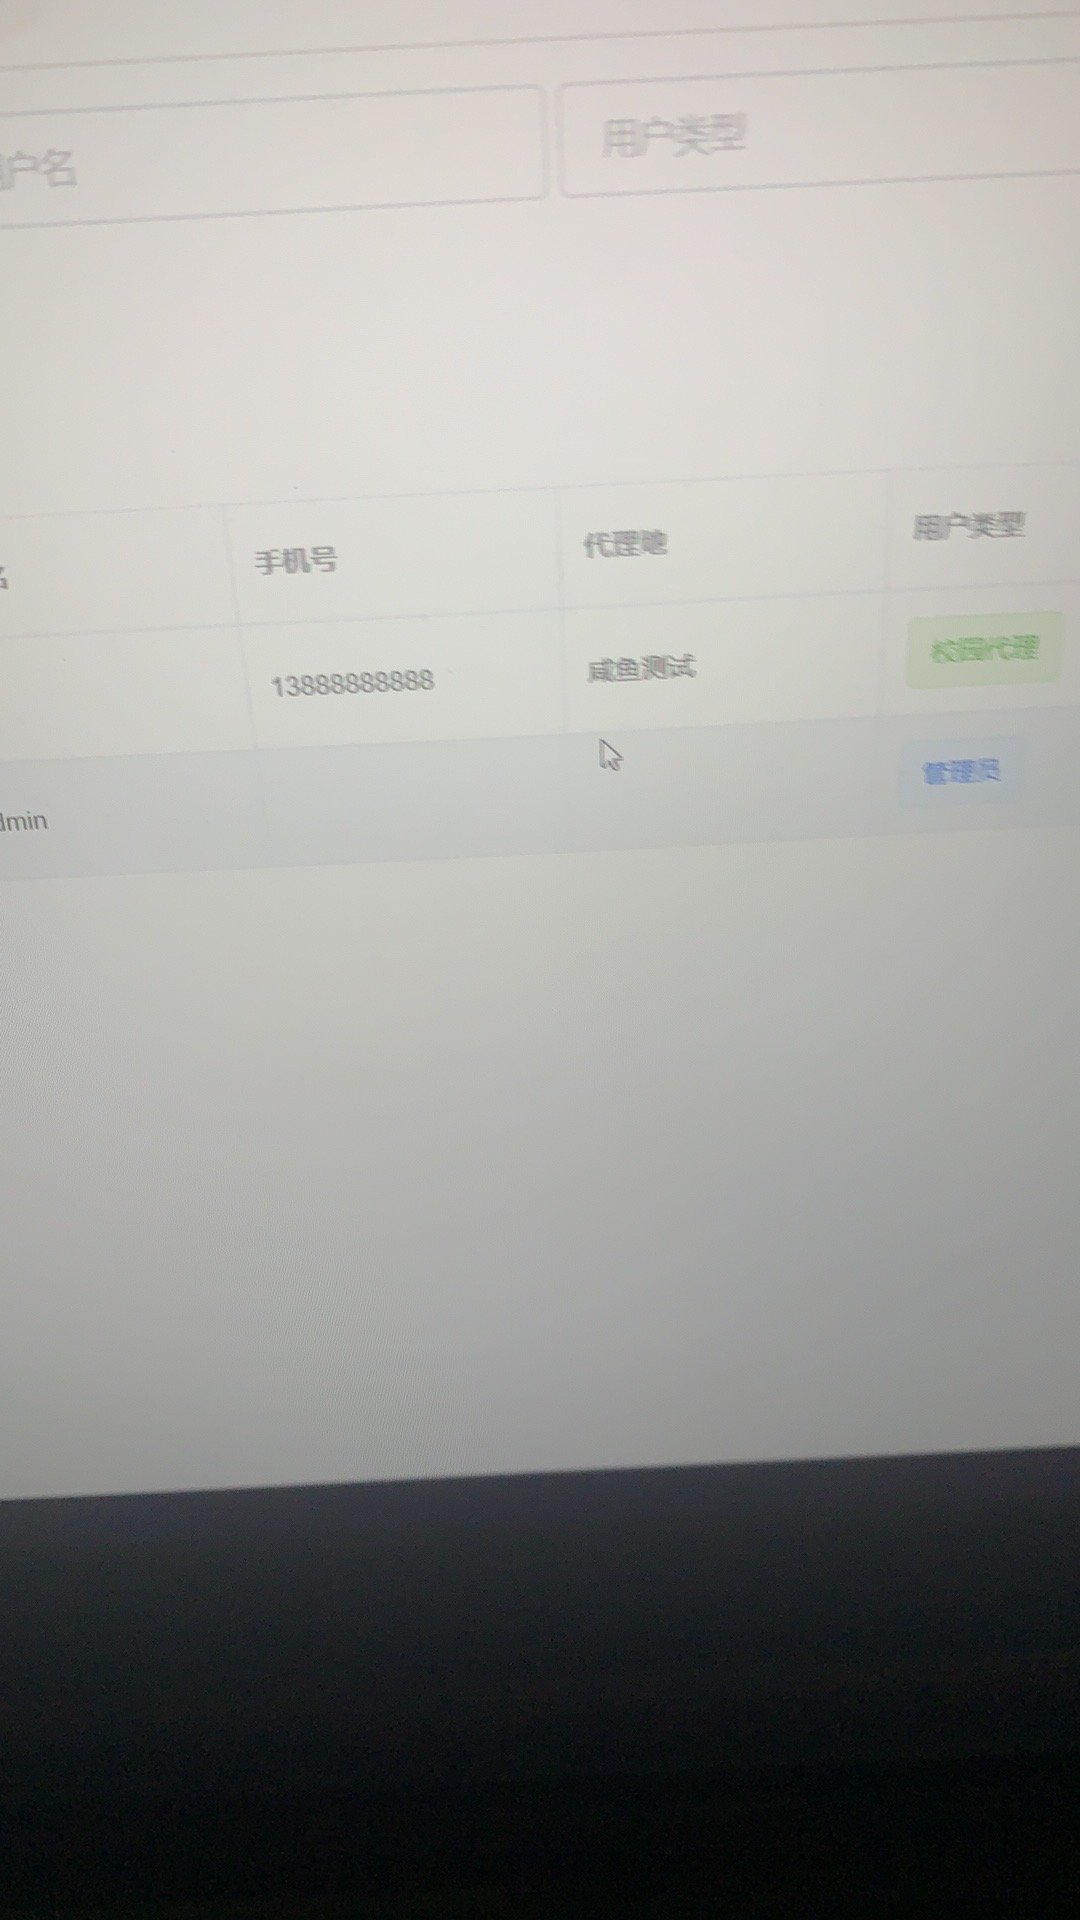 户名
用户类型
名 手机号 代理地 用户类型
13888888888 咸鱼测试 校园代理
dmin 管理员